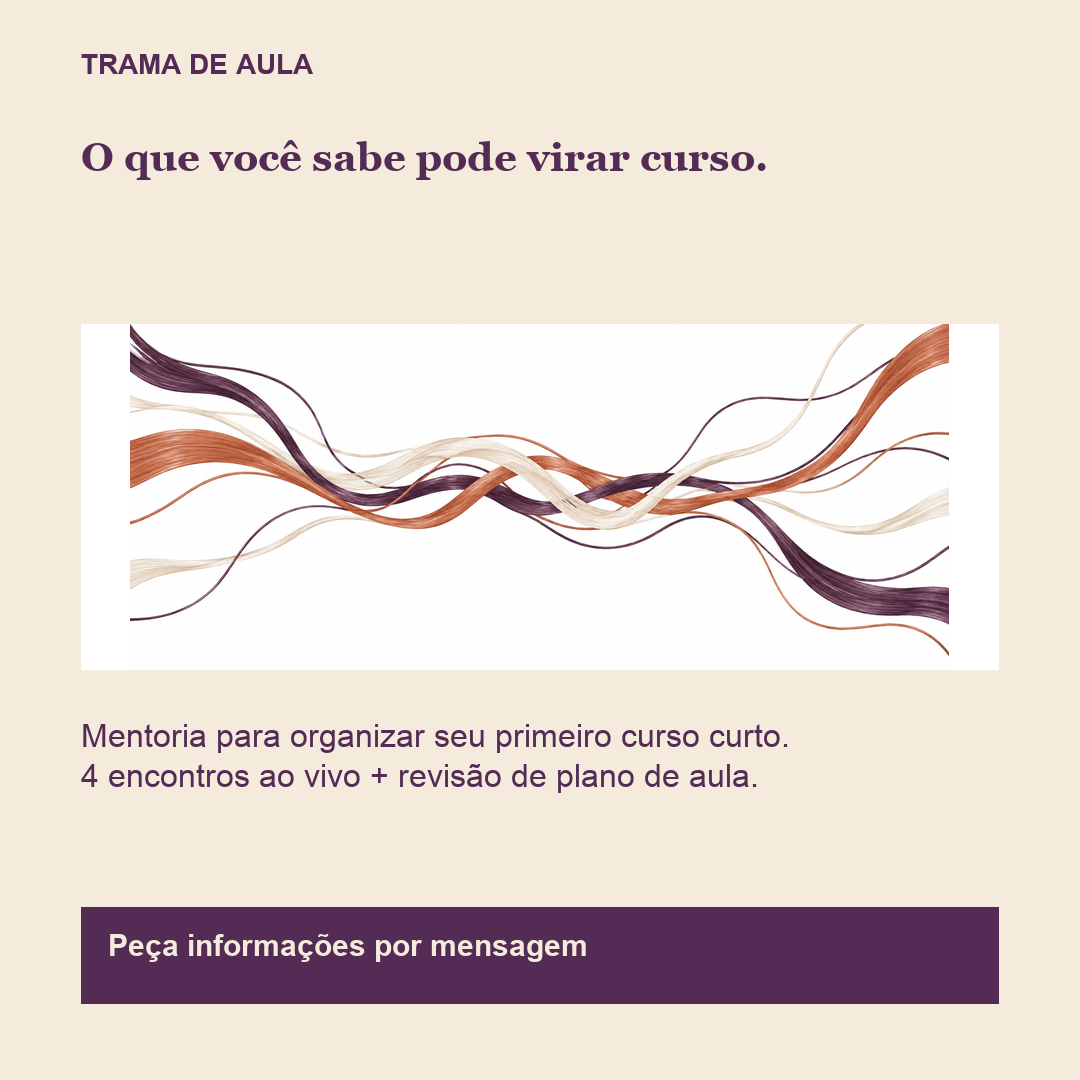 TRAMA DE AULA
O que você sabe pode virar curso.
Mentoria para organizar seu primeiro curso curto.
4 encontros ao vivo + revisão de plano de aula.
Peça informações por mensagem